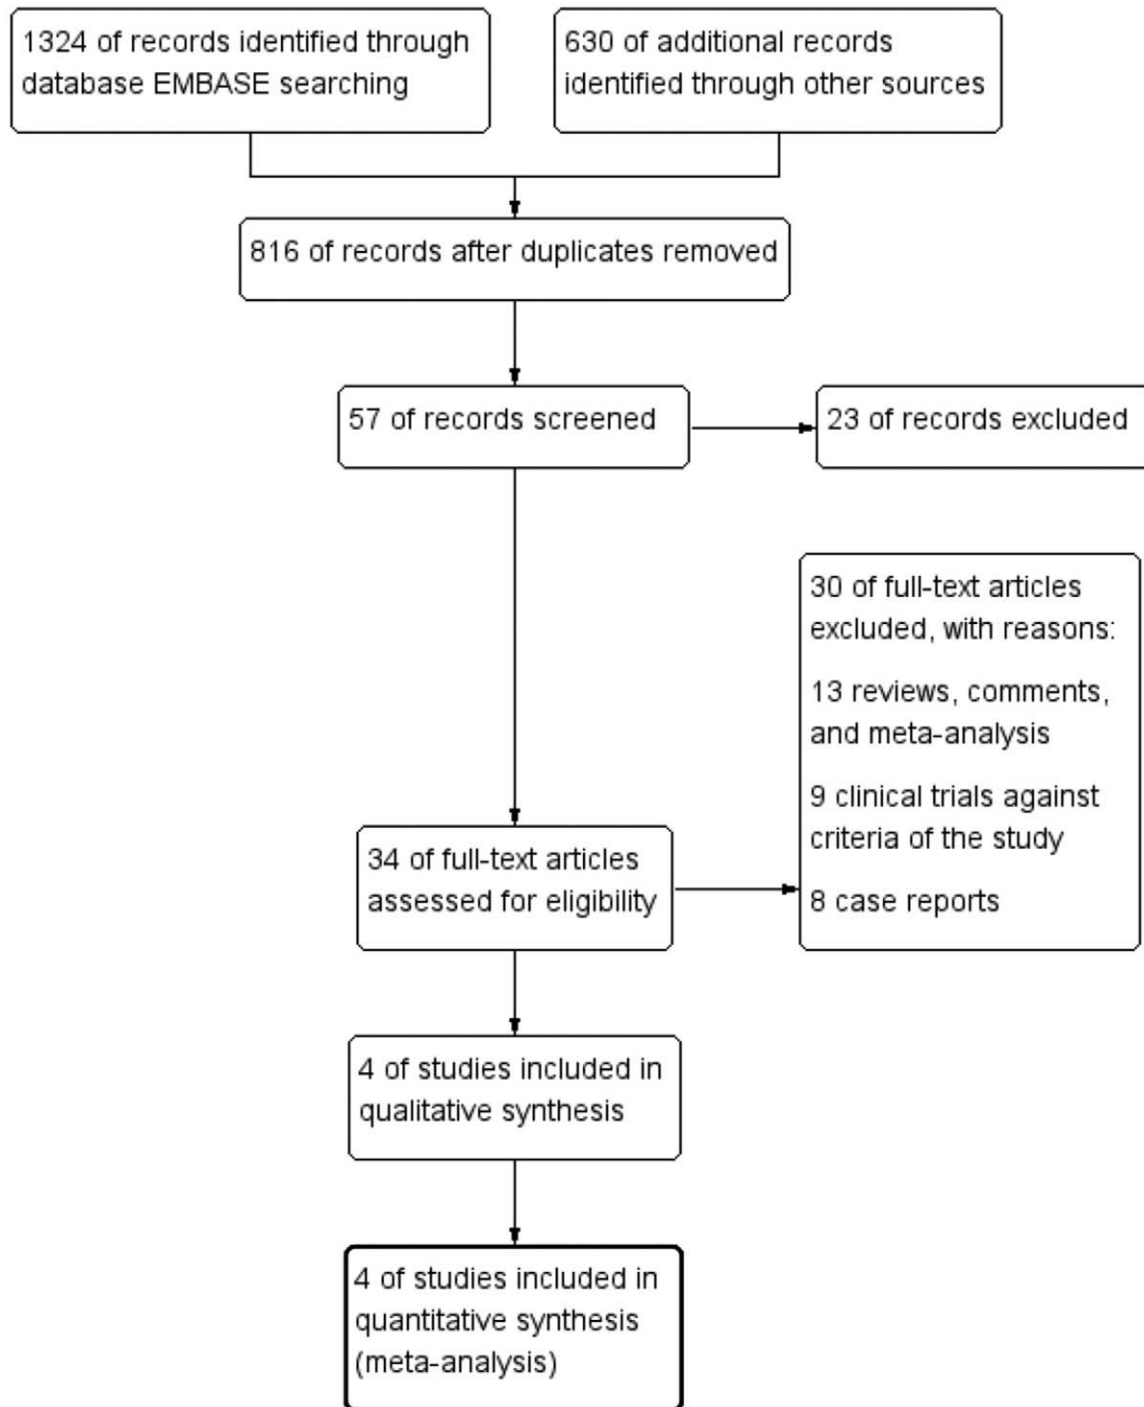 1324 of records identified through
database EMBASE searching
630 of additional records
identified through other sources
816 of records after duplicates removed
57 of records screened
23 of records excluded
30 of full-text articles
excluded, with reasons:
13 reviews, comments,
and meta-analysis
9 clinical trials against
criteria of the study
8 case reports
34 of full-text articles
assessed for eligibility
4 of studies included in
qualitative synthesis
4 of studies included in
quantitative synthesis
(meta-analysis)